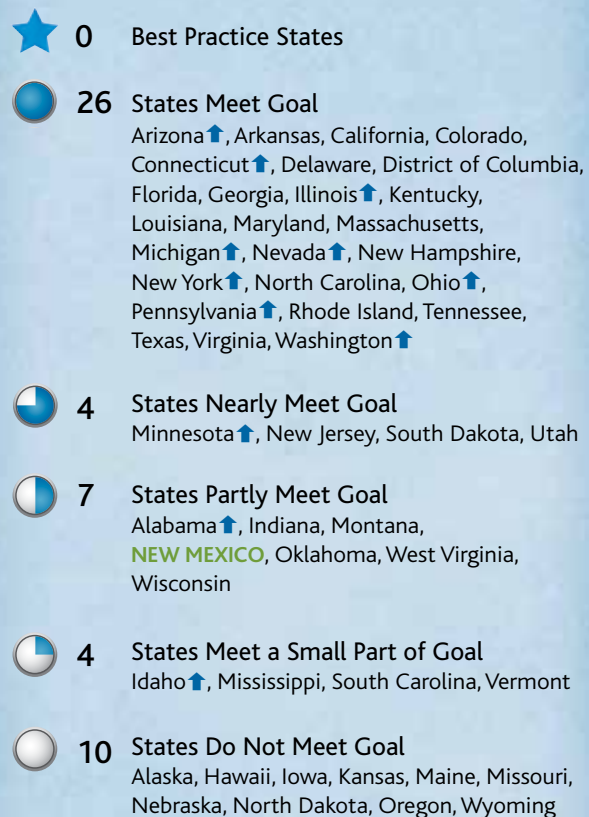 0 Best Practice States
26 States Meet Goal
Arizona⬆, Arkansas, California, Colorado,
Connecticut⬆, Delaware, District of Columbia,
Florida, Georgia, Illinois⬆, Kentucky,
Louisiana, Maryland, Massachusetts,
Michigan⬆, Nevada⬆, New Hampshire,
New York⬆, North Carolina, Ohio⬆,
Pennsylvania⬆, Rhode Island, Tennessee,
Texas, Virginia, Washington⬆
4 States Nearly Meet Goal
Minnesota⬆, New Jersey, South Dakota, Utah
7 States Partly Meet Goal
Alabama⬆, Indiana, Montana,
NEW MEXICO, Oklahoma, West Virginia,
Wisconsin
4 States Meet a Small Part of Goal
Idaho⬆, Mississippi, South Carolina, Vermont
10 States Do Not Meet Goal
Alaska, Hawaii, Iowa, Kansas, Maine, Missouri,
Nebraska, North Dakota, Oregon, Wyoming